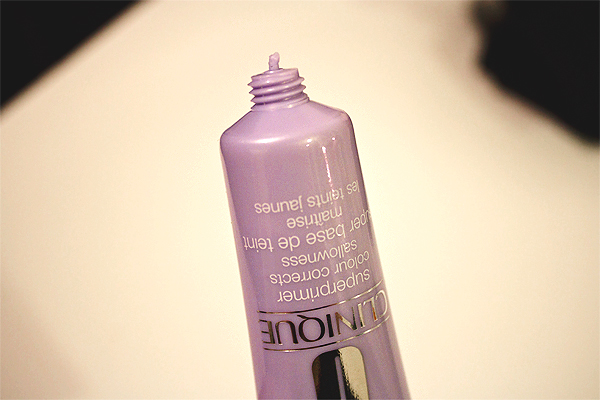 CLINIQUE
superprimer
colour corrects
sallowness
super base de teint
maîtrise
les teints jaunes